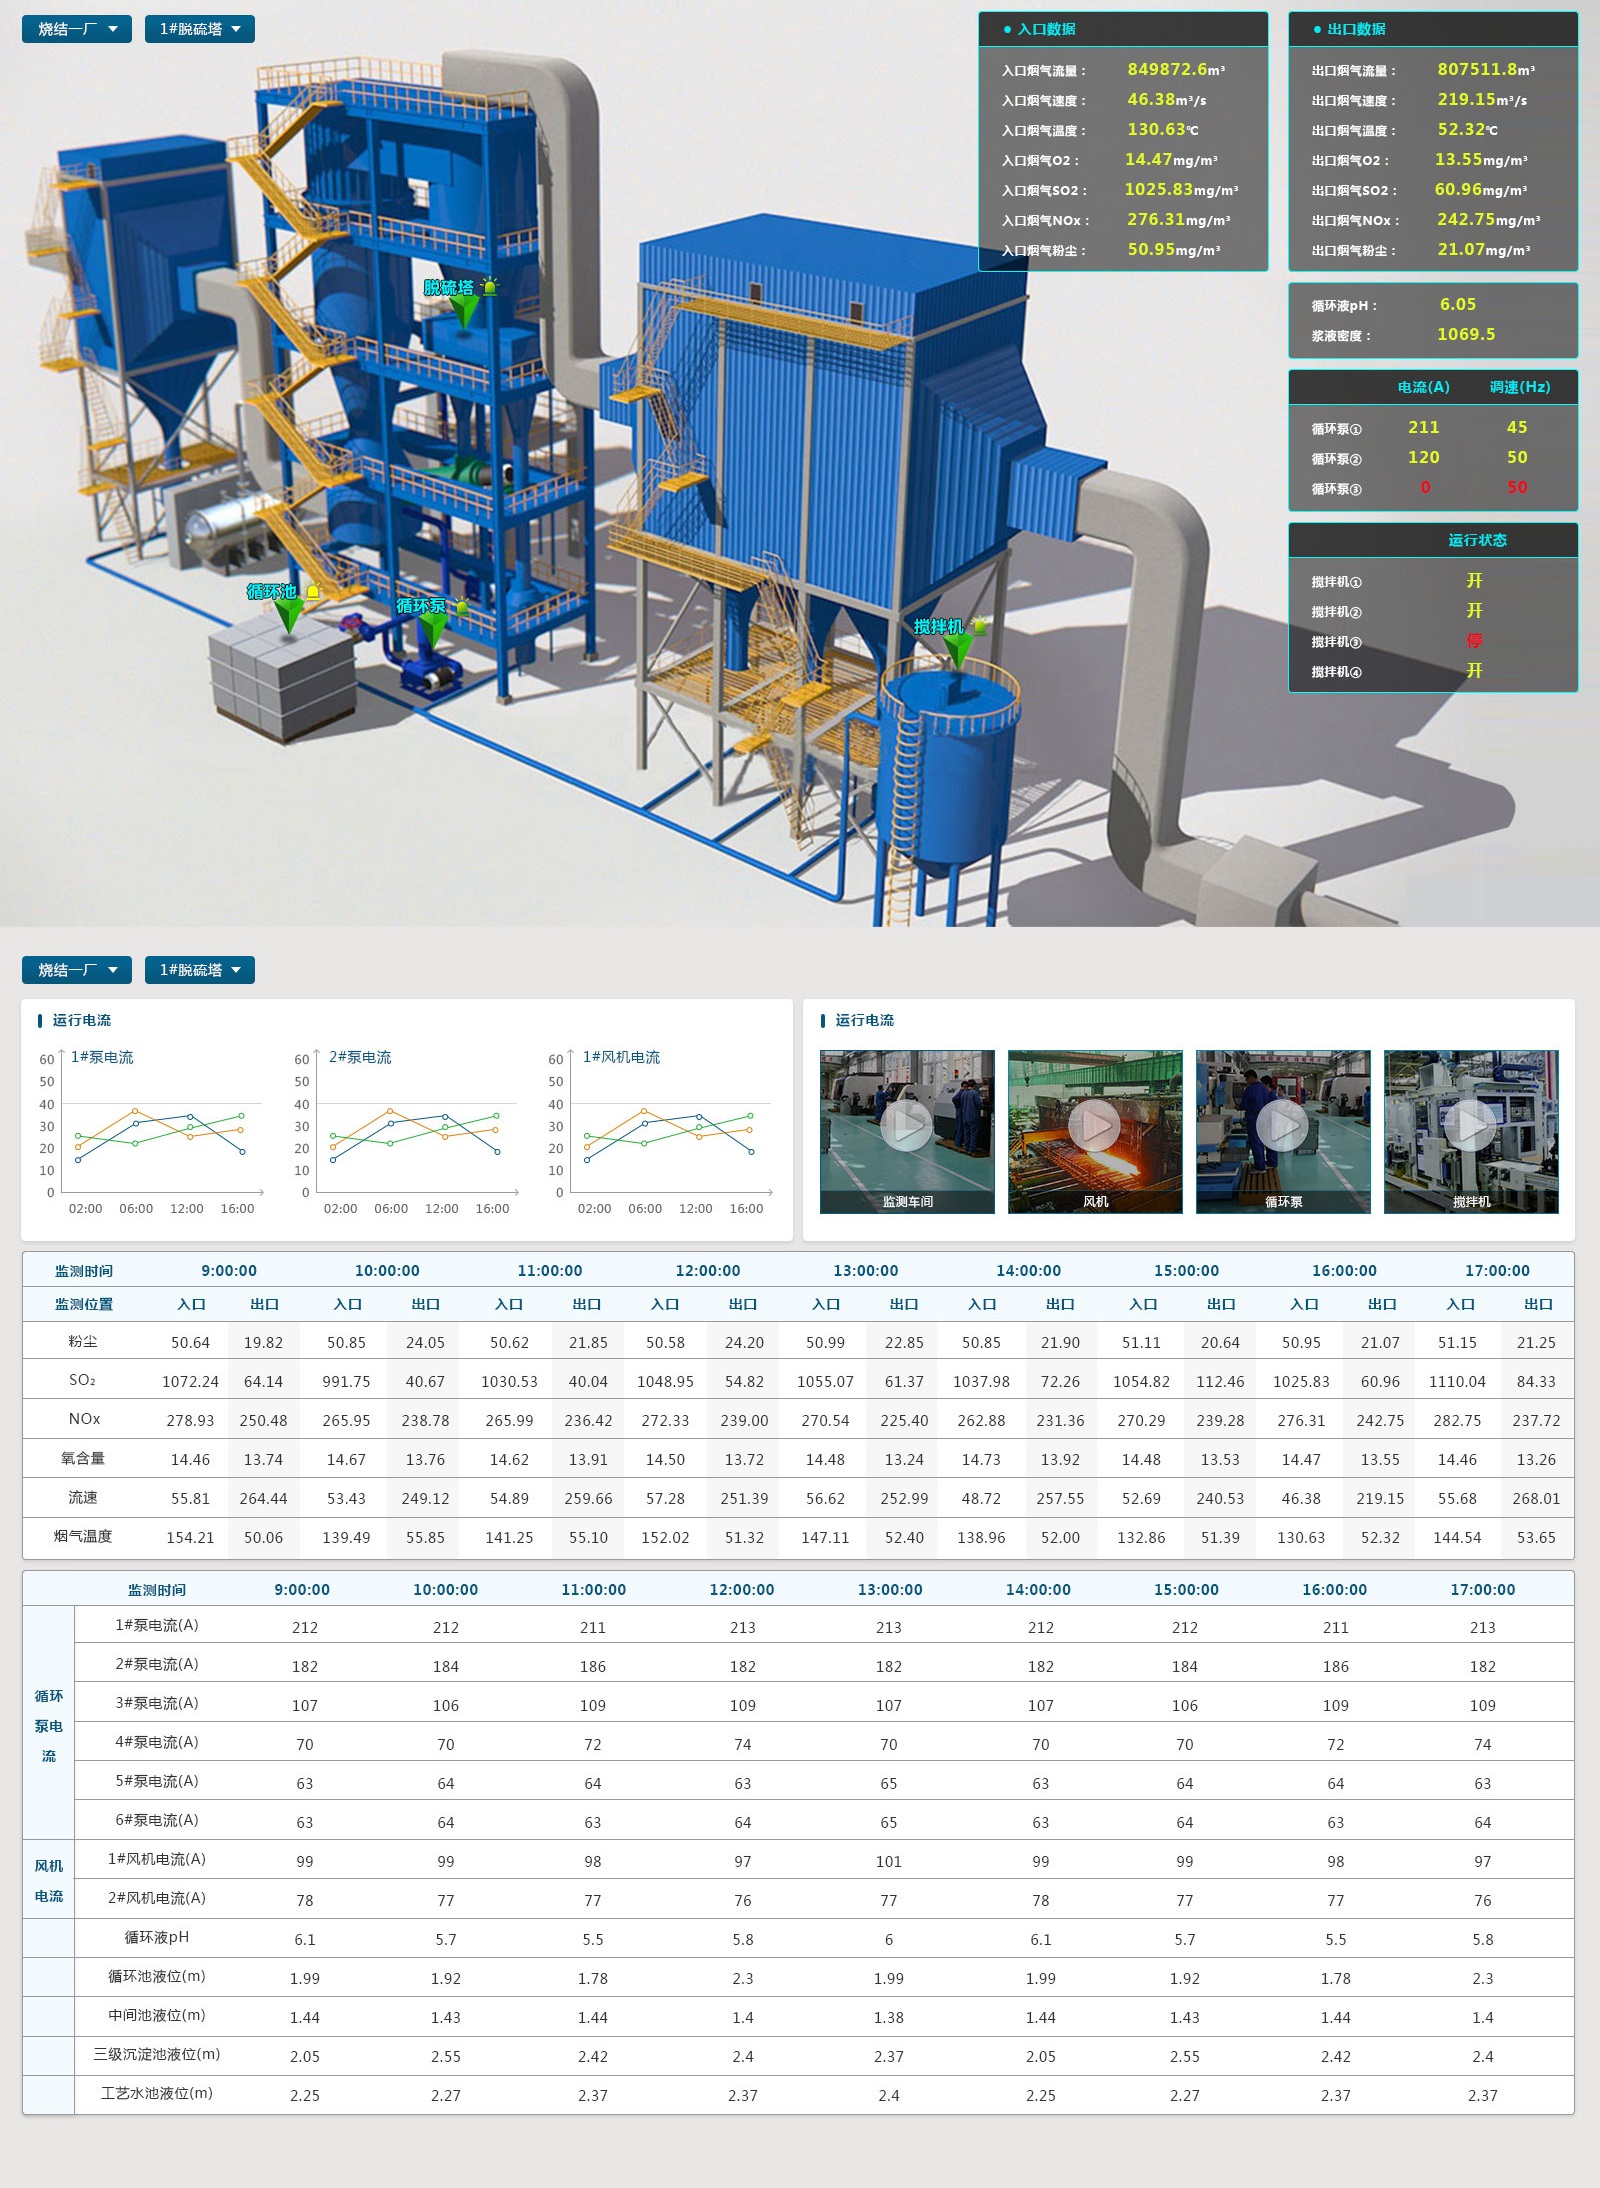 烧结一厂 1#脱硫塔
入口数据
入口烟气流量： 849872.6m³
入口烟气速度： 46.38m³/s
入口烟气温度： 130.63℃
入口烟气O2： 14.47mg/m³
入口烟气SO2： 1025.83mg/m³
入口烟气NOx： 276.31mg/m³
入口烟气粉尘： 50.95mg/m³
出口数据
出口烟气流量： 807511.8m³
出口烟气速度： 219.15m³/s
出口烟气温度： 52.32℃
出口烟气O2： 13.55mg/m³
出口烟气SO2： 60.96mg/m³
出口烟气NOx： 242.75mg/m³
出口烟气粉尘： 21.07mg/m³
循环液pH： 6.05
浆液密度： 1069.5
电流(A) 调速(Hz)
循环泵① 211 45
循环泵② 120 50
循环泵③ 0 50
运行状态
搅拌机① 开
搅拌机② 开
搅拌机③ 停
搅拌机④ 开
脱硫塔
循环池
循环泵
搅拌机
烧结一厂 1#脱硫塔
运行电流
1#泵电流
60
50
40
30
20
10
0
02:00 06:00 12:00 16:00
2#泵电流
60
50
40
30
20
10
0
02:00 06:00 12:00 16:00
1#风机电流
60
50
40
30
20
10
0
02:00 06:00 12:00 16:00
运行电流
监测车间 风机 循环泵 搅拌机
监测时间 9:00:00 10:00:00 11:00:00 12:00:00 13:00:00 14:00:00 15:00:00 16:00:00 17:00:00
监测位置 入口 出口 入口 出口 入口 出口 入口 出口 入口 出口 入口 出口 入口 出口 入口 出口 入口 出口
粉尘 50.64 19.82 50.85 24.05 50.62 21.85 50.58 24.20 50.99 22.85 50.85 21.90 51.11 20.64 50.95 21.07 51.15 21.25
SO₂ 1072.24 64.14 991.75 40.67 1030.53 40.04 1048.95 54.82 1055.07 61.37 1037.98 72.26 1054.82 112.46 1025.83 60.96 1110.04 84.33
NOx 278.93 250.48 265.95 238.78 265.99 236.42 272.33 239.00 270.54 225.40 262.88 231.36 270.29 239.28 276.31 242.75 282.75 237.72
氧含量 14.46 13.74 14.67 13.76 14.62 13.91 14.50 13.72 14.48 13.24 14.73 13.92 14.48 13.53 14.47 13.55 14.46 13.26
流速 55.81 264.44 53.43 249.12 54.89 259.66 57.28 251.39 56.62 252.99 48.72 257.55 52.69 240.53 46.38 219.15 55.68 268.01
烟气温度 154.21 50.06 139.49 55.85 141.25 55.10 152.02 51.32 147.11 52.40 138.96 52.00 132.86 51.39 130.63 52.32 144.54 53.65
监测时间 9:00:00 10:00:00 11:00:00 12:00:00 13:00:00 14:00:00 15:00:00 16:00:00 17:00:00
循环
泵电
流
1#泵电流(A) 212 212 211 213 213 212 212 211 213
2#泵电流(A) 182 184 186 182 182 182 184 186 182
3#泵电流(A) 107 106 109 109 107 107 106 109 109
4#泵电流(A) 70 70 72 74 70 70 70 72 74
5#泵电流(A) 63 64 64 63 65 63 64 64 63
6#泵电流(A) 63 64 63 64 65 63 64 63 64
风机
电流
1#风机电流(A) 99 99 98 97 101 99 99 98 97
2#风机电流(A) 78 77 77 76 77 78 77 77 76
循环液pH 6.1 5.7 5.5 5.8 6 6.1 5.7 5.5 5.8
循环池液位(m) 1.99 1.92 1.78 2.3 1.99 1.99 1.92 1.78 2.3
中间池液位(m) 1.44 1.43 1.44 1.4 1.38 1.44 1.43 1.44 1.4
三级沉淀池液位(m) 2.05 2.55 2.42 2.4 2.37 2.05 2.55 2.42 2.4
工艺水池液位(m) 2.25 2.27 2.37 2.37 2.4 2.25 2.27 2.37 2.37